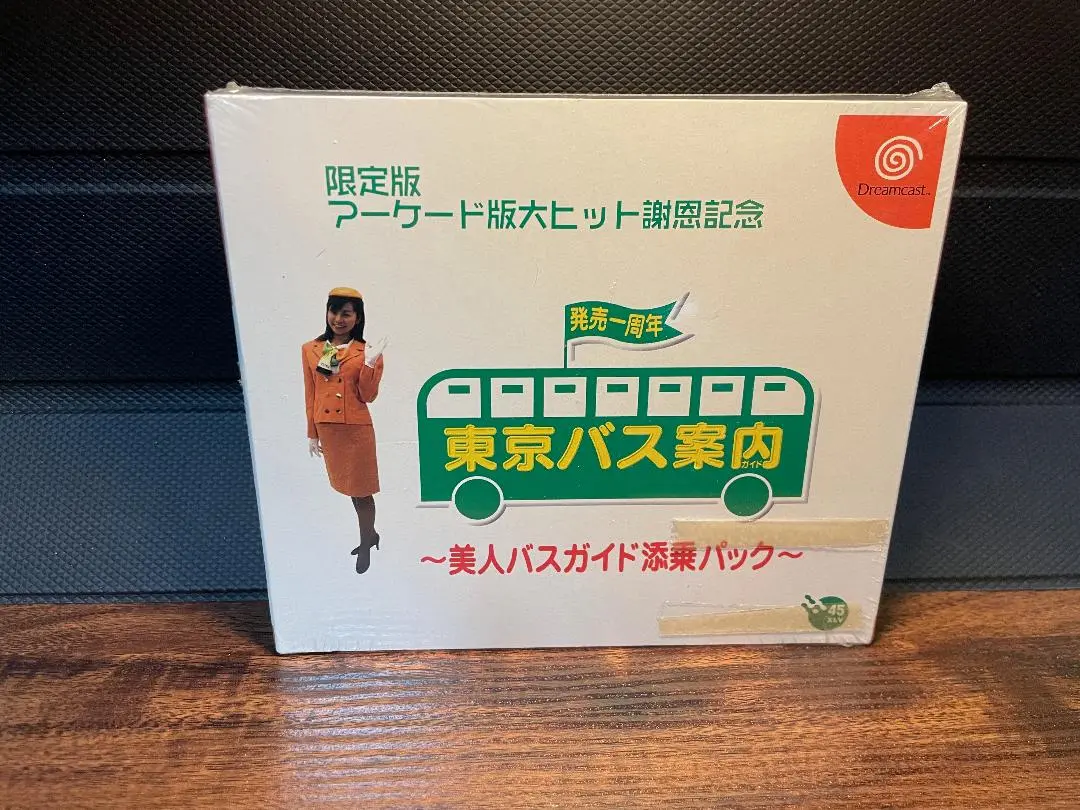 限定版
アーケード版大ヒット謝恩記念
Dreamcast™
発売一周年
東京バス案内
ガイド
〜美人バスガイド添乗パック〜
45
XLV